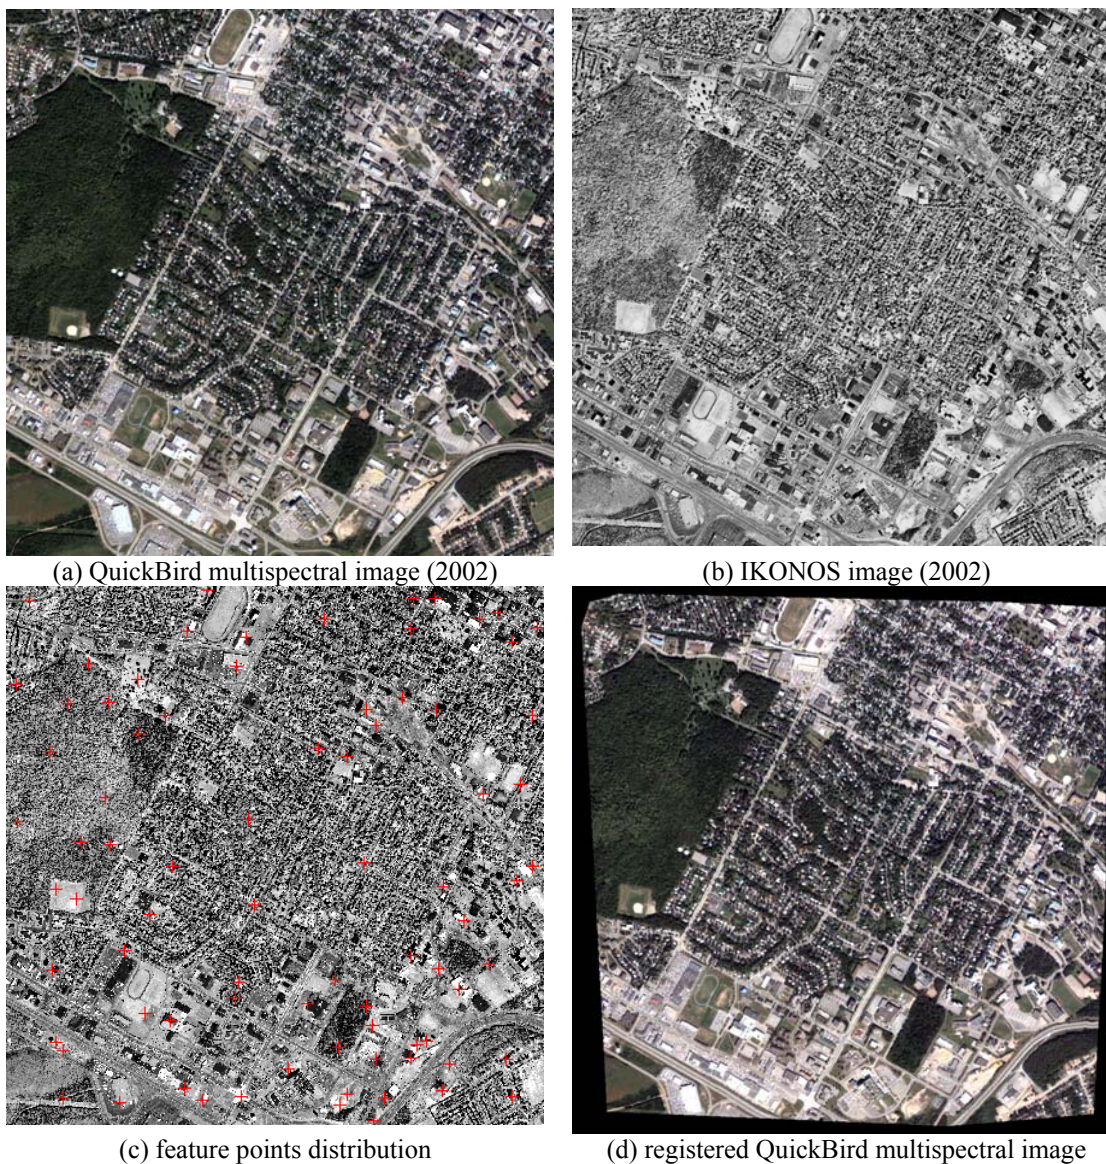 (a) QuickBird multispectral image (2002)
(b) IKONOS image (2002)
(c) feature points distribution
(d) registered QuickBird multispectral image